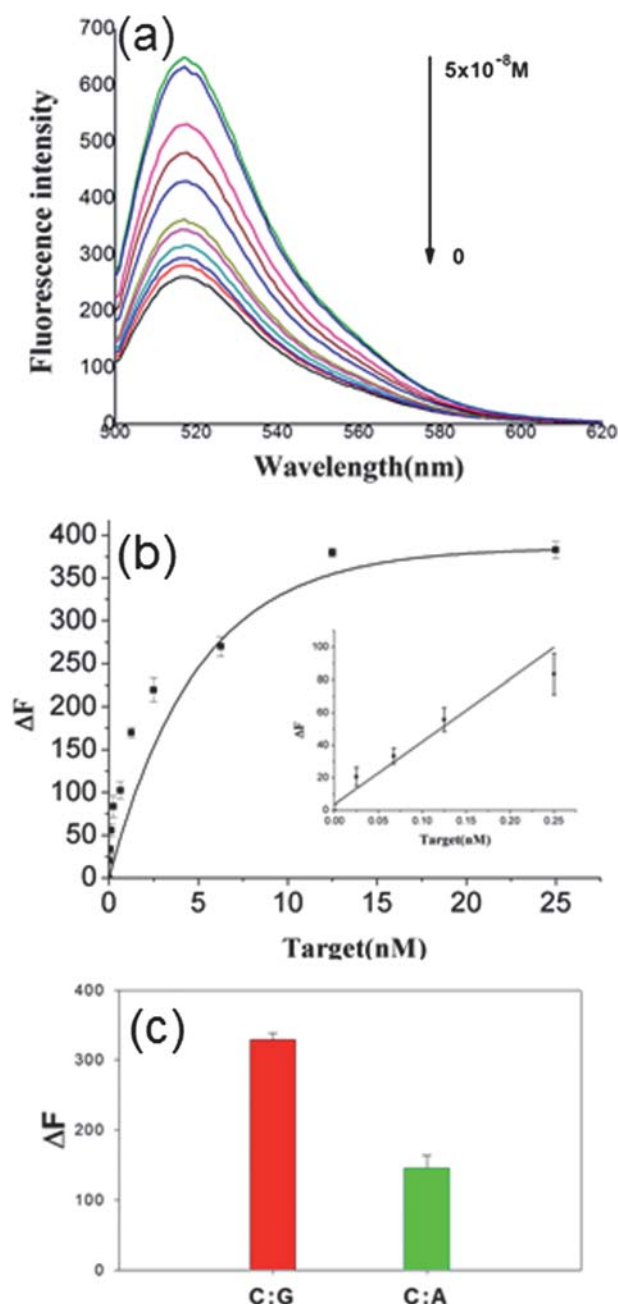 (a)
700
600
500
400
300
200
100
0
Fluorescence intensity
5x10⁻⁸M
0
500 520 540 560 580 600 620
Wavelength(nm)
(b)
400
350
300
250
200
150
100
50
0
ΔF
0 5 10 15 20 25
Target(nM)
100
80
60
40
20
0
ΔF
0.00 0.05 0.10 0.15 0.20 0.25
Target(nM)
(c)
400
300
200
100
0
ΔF
C:G C:A